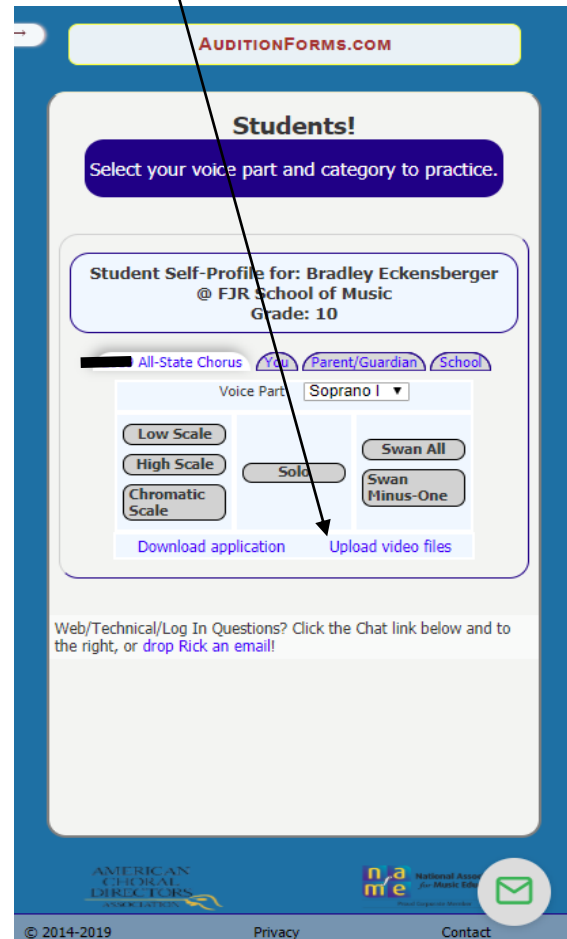 →
AUDITIONFORMS.COM
Students!
Select your voice part and category to practice.
Student Self-Profile for: Bradley Eckensberger
@ FJR School of Music
Grade: 10
All-State Chorus You Parent/Guardian School
Voice Part Soprano I ▼
Low Scale
High Scale
Chromatic
Scale
Solo
Swan All
Swan
Minus-One
Download application Upload video files
Web/Technical/Log In Questions? Click the Chat link below and to
the right, or drop Rick an email!
AMERICAN
CHORAL
DIRECTORS
ASSOCIATION
na
me
National Asso
for Music Edu
© 2014-2019 Privacy Contact